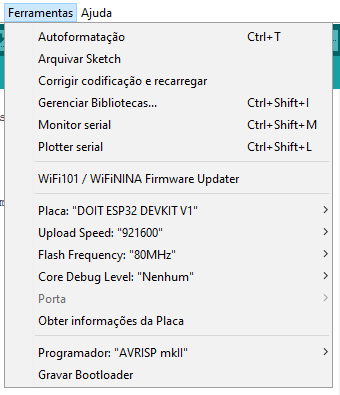 Ferramentas Ajuda
Autoformatação Ctrl+T
Arquivar Sketch
Corrigir codificação e recarregar
Gerenciar Bibliotecas... Ctrl+Shift+I
Monitor serial Ctrl+Shift+M
Plotter serial Ctrl+Shift+L
WiFi101 / WiFiNINA Firmware Updater
Placa: "DOIT ESP32 DEVKIT V1"
Upload Speed: "921600"
Flash Frequency: "80MHz"
Core Debug Level: "Nenhum"
Porta
Obter informações da Placa
Programador: "AVRISP mkII"
Gravar Bootloader